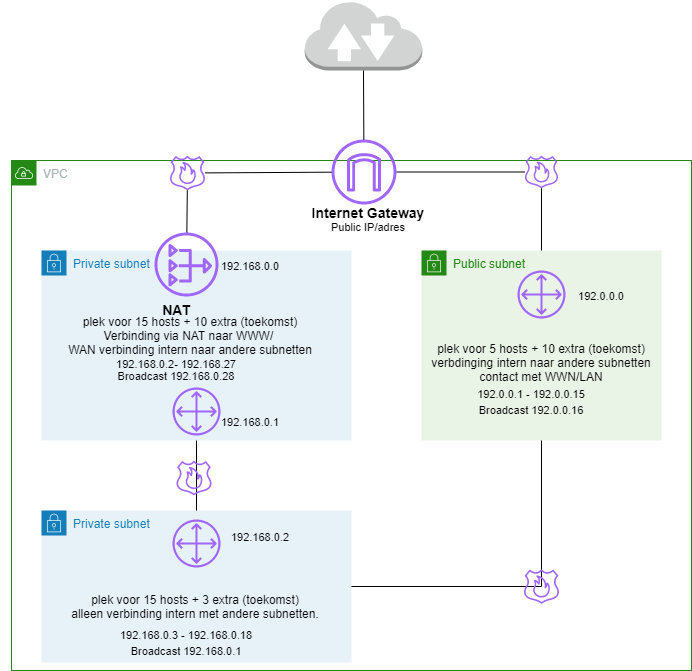 VPC
Internet Gateway
Public IP/adres
Private subnet
192.168.0.0
NAT
plek voor 15 hosts + 10 extra (toekomst)
Verbinding via NAT naar WWW/
WAN verbinding intern naar andere subnetten
192.168.0.2- 192.168.27
Broadcast 192.168.0.28
192.168.0.1
Public subnet
192.0.0.0
plek voor 5 hosts + 10 extra (toekomst)
verbdinging intern naar andere subnetten
contact met WWN/LAN
192.0.0.1 - 192.0.0.15
Broadcast 192.0.0.16
Private subnet
192.168.0.2
plek voor 15 hosts + 3 extra (toekomst)
alleen verbinding intern met andere subnetten.
192.168.0.3 - 192.168.0.18
Broadcast 192.168.0.1